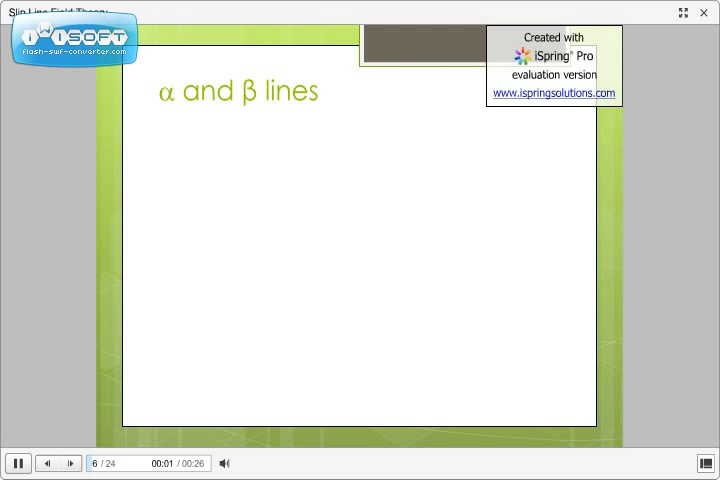 Slip Line Field Theory
iWiSOFT
flash-swf-converter.com
Created with
iSpring Pro
evaluation version
www.ispringsolutions.com
α and β lines
6 / 24
00:01 / 00:26